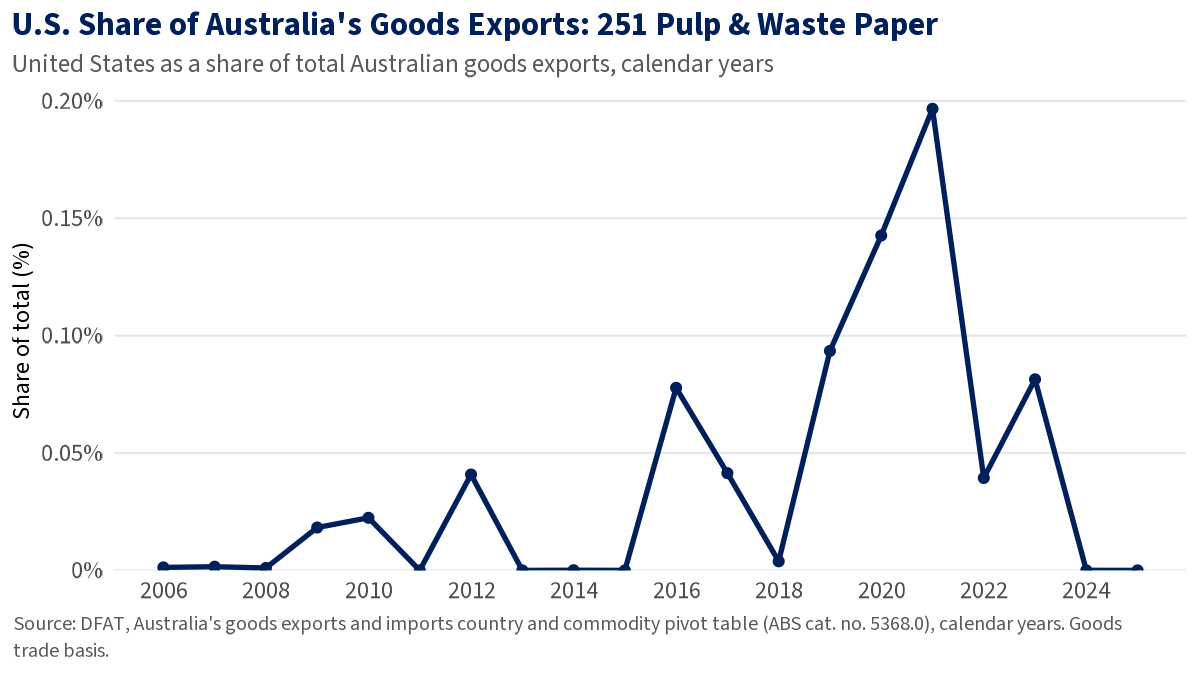 U.S. Share of Australia's Goods Exports: 251 Pulp & Waste Paper
United States as a share of total Australian goods exports, calendar years
Share of total (%)
0.20%
0.15%
0.10%
0.05%
0%
2006 2008 2010 2012 2014 2016 2018 2020 2022 2024
Source: DFAT, Australia's goods exports and imports country and commodity pivot table (ABS cat. no. 5368.0), calendar years. Goods
trade basis.